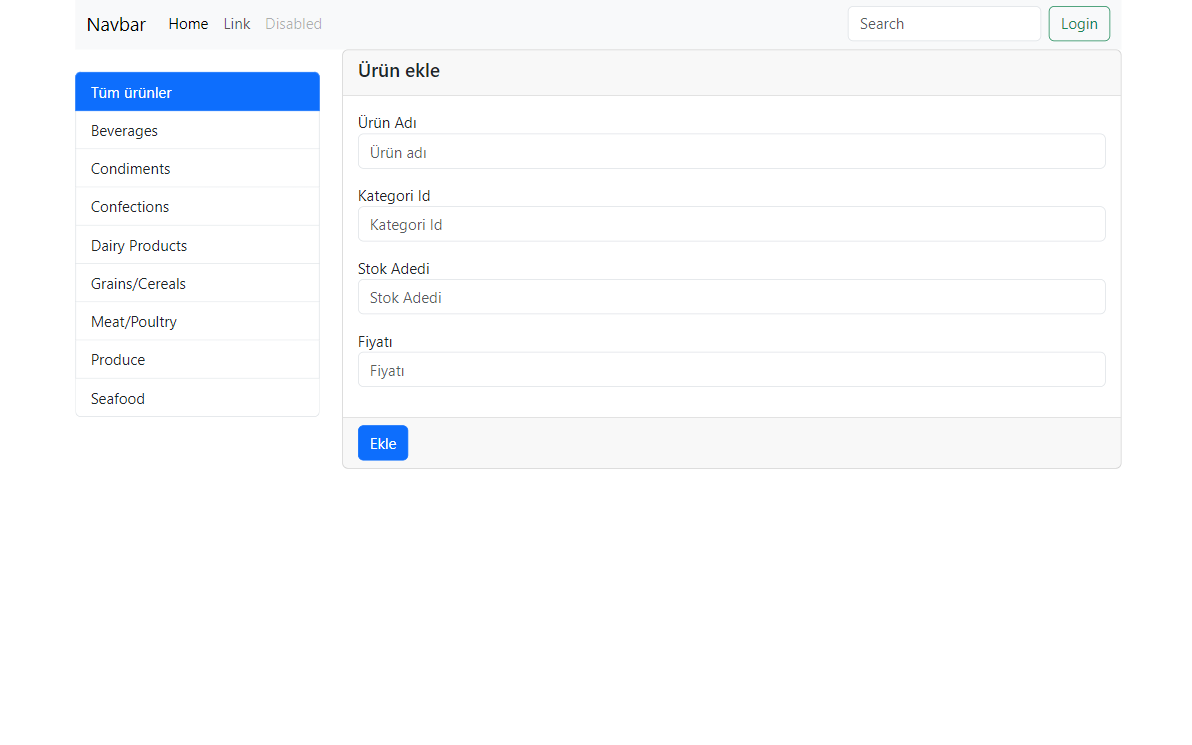 Navbar Home Link Disabled Search Login
Tüm ürünler
Beverages
Condiments
Confections
Dairy Products
Grains/Cereals
Meat/Poultry
Produce
Seafood
Ürün ekle
Ürün Adı
Ürün adı
Kategori Id
Kategori Id
Stok Adedi
Stok Adedi
Fiyatı
Fiyatı
Ekle